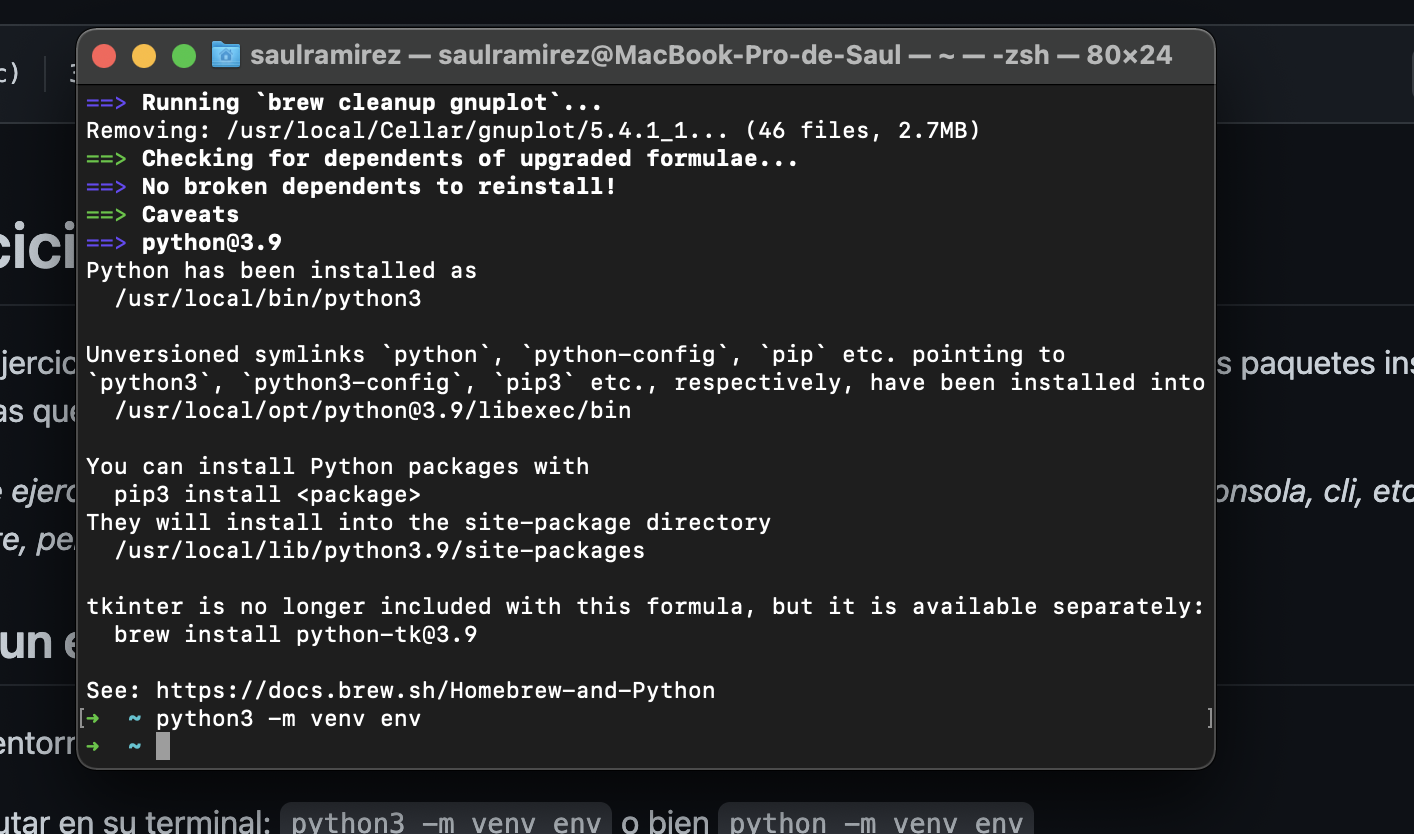 saulramirez — saulramirez@MacBook-Pro-de-Saul — ~ — -zsh — 80×24
==> Running `brew cleanup gnuplot`...
Removing: /usr/local/Cellar/gnuplot/5.4.1_1... (46 files, 2.7MB)
==> Checking for dependents of upgraded formulae...
==> No broken dependents to reinstall!
==> Caveats
==> python@3.9
Python has been installed as
/usr/local/bin/python3
Unversioned symlinks `python`, `python-config`, `pip` etc. pointing to
`python3`, `python3-config`, `pip3` etc., respectively, have been installed into
/usr/local/opt/python@3.9/libexec/bin
You can install Python packages with
pip3 install <package>
They will install into the site-package directory
/usr/local/lib/python3.9/site-packages
tkinter is no longer included with this formula, but it is available separately:
brew install python-tk@3.9
See: https://docs.brew.sh/Homebrew-and-Python
[➜ ~ python3 -m venv env ]
➜ ~
c)
cici
jercic
s paquetes ins
as que
e ejerc
onsola, cli, etc
re, pe
un e
entorn
utar en su terminal: python3 -m venv env o bien python -m venv env